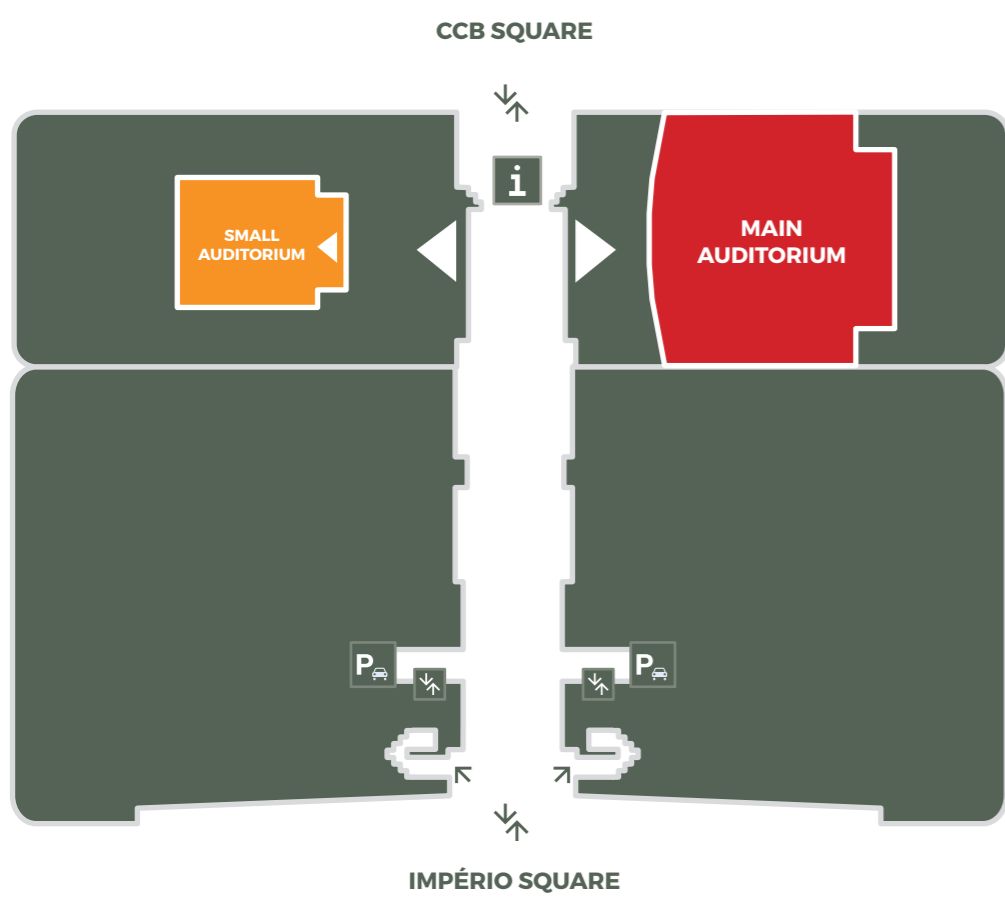 CCB SQUARE
i
SMALL
AUDITORIUM
MAIN
AUDITORIUM
P
P
IMPÉRIO SQUARE